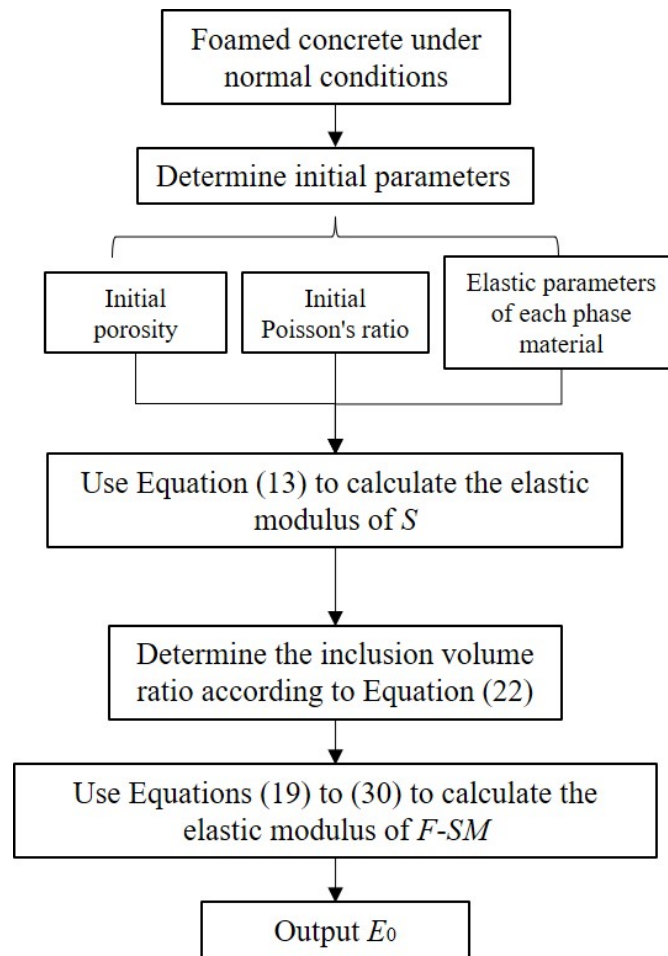 Foamed concrete under
normal conditions
Determine initial parameters
Initial
porosity
Initial
Poisson's ratio
Elastic parameters
of each phase
material
Use Equation (13) to calculate the elastic
modulus of S
Determine the inclusion volume
ratio according to Equation (22)
Use Equations (19) to (30) to calculate the
elastic modulus of F-SM
Output E0